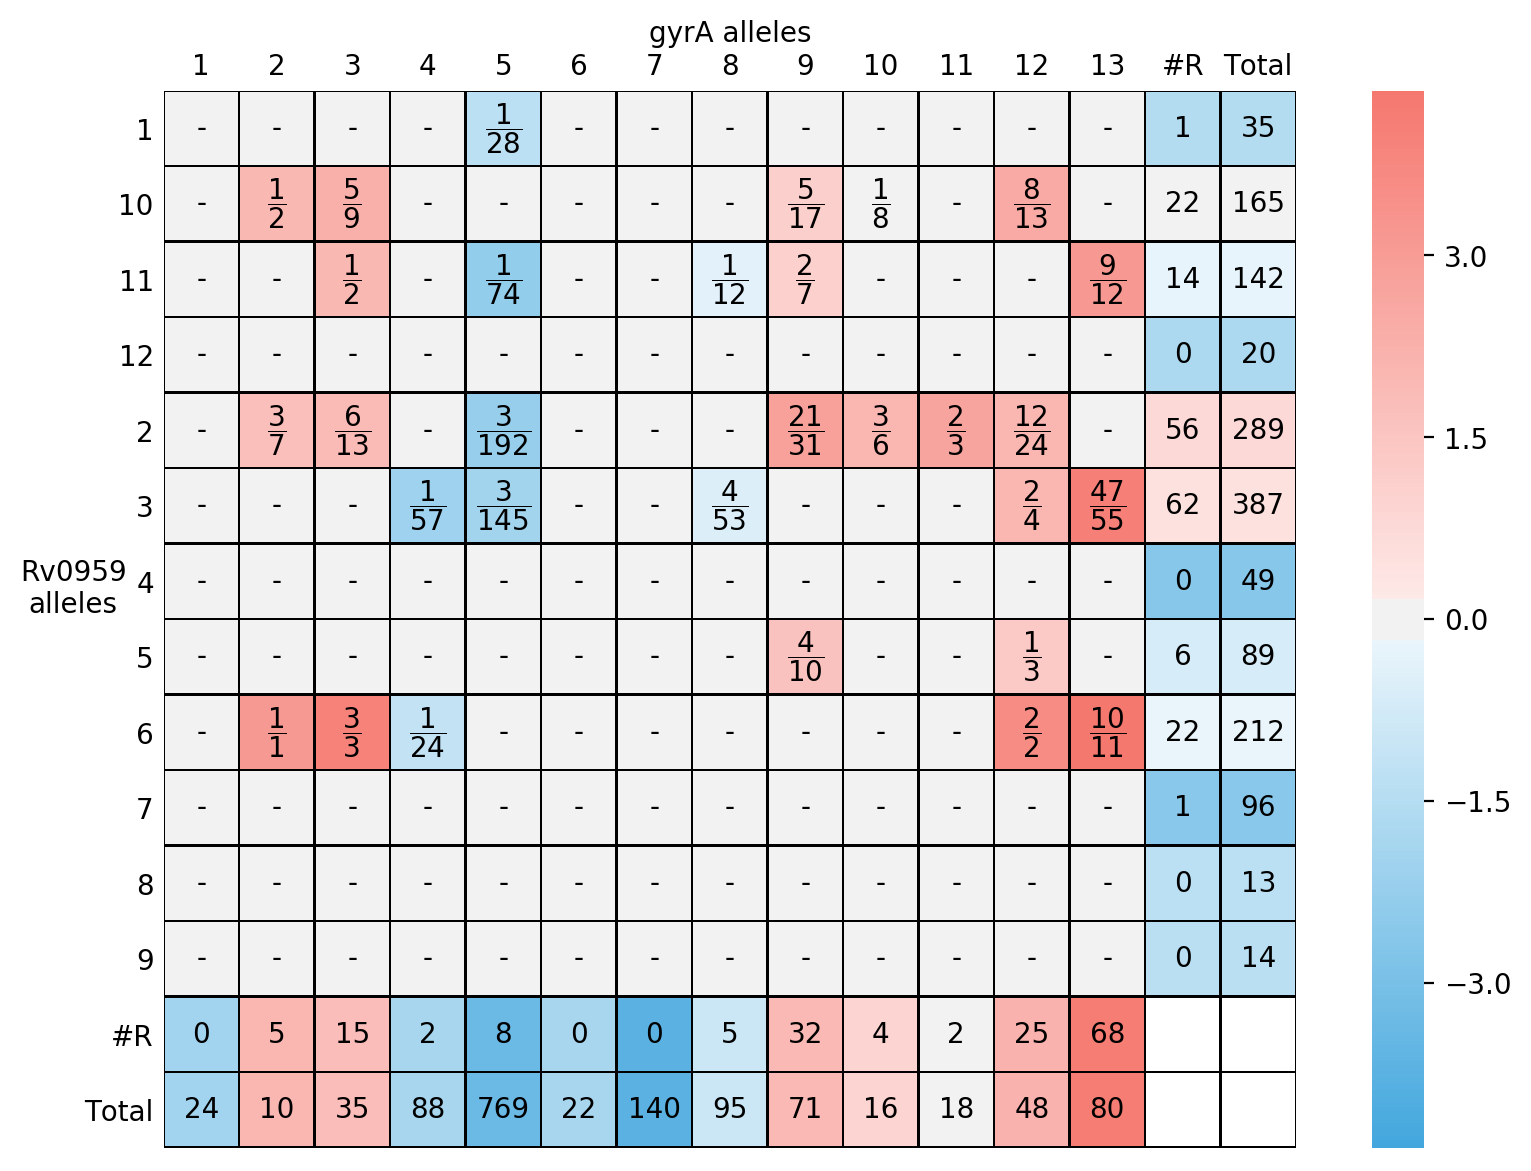 gyrA alleles
1 2 3 4 5 6 7 8 9 10 11 12 13 #R Total
1 - - - - 1/28 - - - - - - - - 1 35
10 - 1/2 5/9 - - - - - 5/17 1/8 - 8/13 - 22 165
11 - - 1/2 - 1/74 - - 1/12 2/7 - - - 9/12 14 142
12 - - - - - - - - - - - - - 0 20
2 - 3/7 6/13 - 3/192 - - - 21/31 3/6 2/3 12/24 - 56 289
3 - - - 1/57 3/145 - - 4/53 - - - 2/4 47/55 62 387
Rv0959
alleles
4 - - - - - - - - - - - - - 0 49
5 - - - - - - - - 4/10 - - 1/3 - 6 89
6 - 1/1 3/3 1/24 - - - - - - - 2/2 10/11 22 212
7 - - - - - - - - - - - - - 1 96
8 - - - - - - - - - - - - - 0 13
9 - - - - - - - - - - - - - 0 14
#R 0 5 15 2 8 0 0 5 32 4 2 25 68
Total 24 10 35 88 769 22 140 95 71 16 18 48 80
3.0
1.5
0.0
−1.5
−3.0